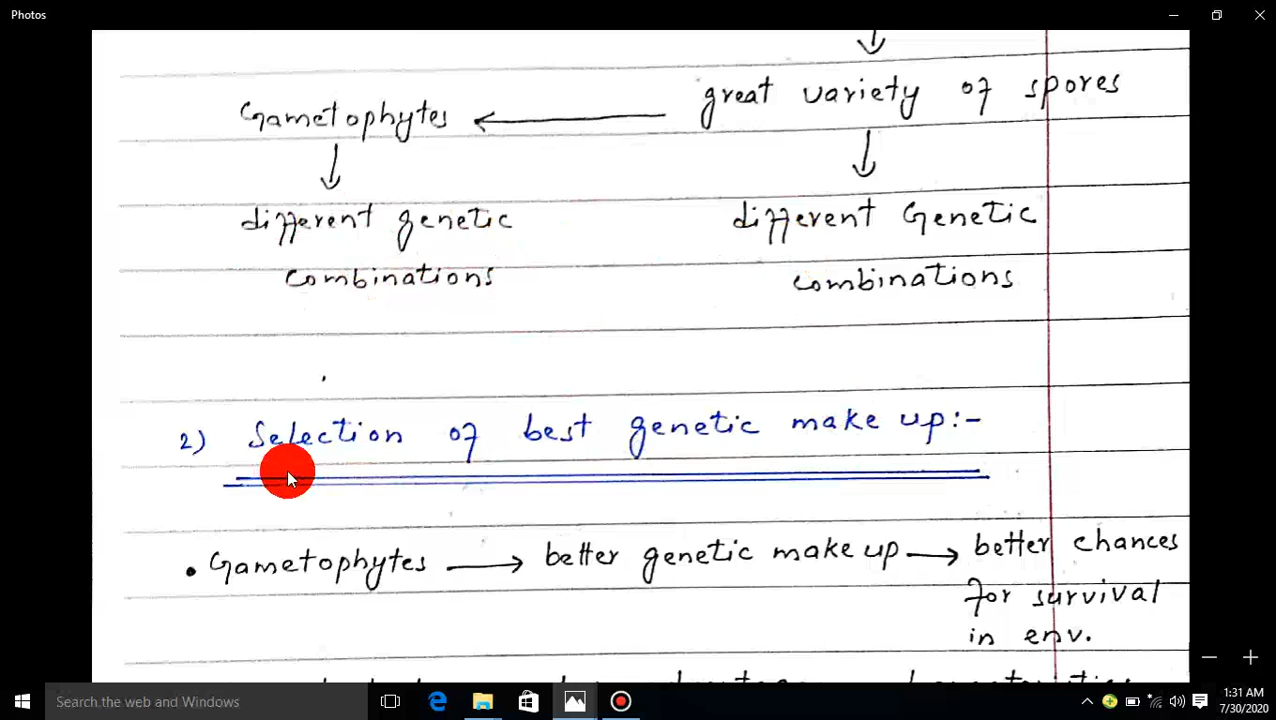 Photos
great variety of spores
Gametophytes
different genetic
combinations
different Genetic
combinations
2) Selection of best genetic make up:-
• Gametophytes → better genetic make up → better chances
for survival
in env.
Search the web and Windows
1:31 AM
7/30/2020